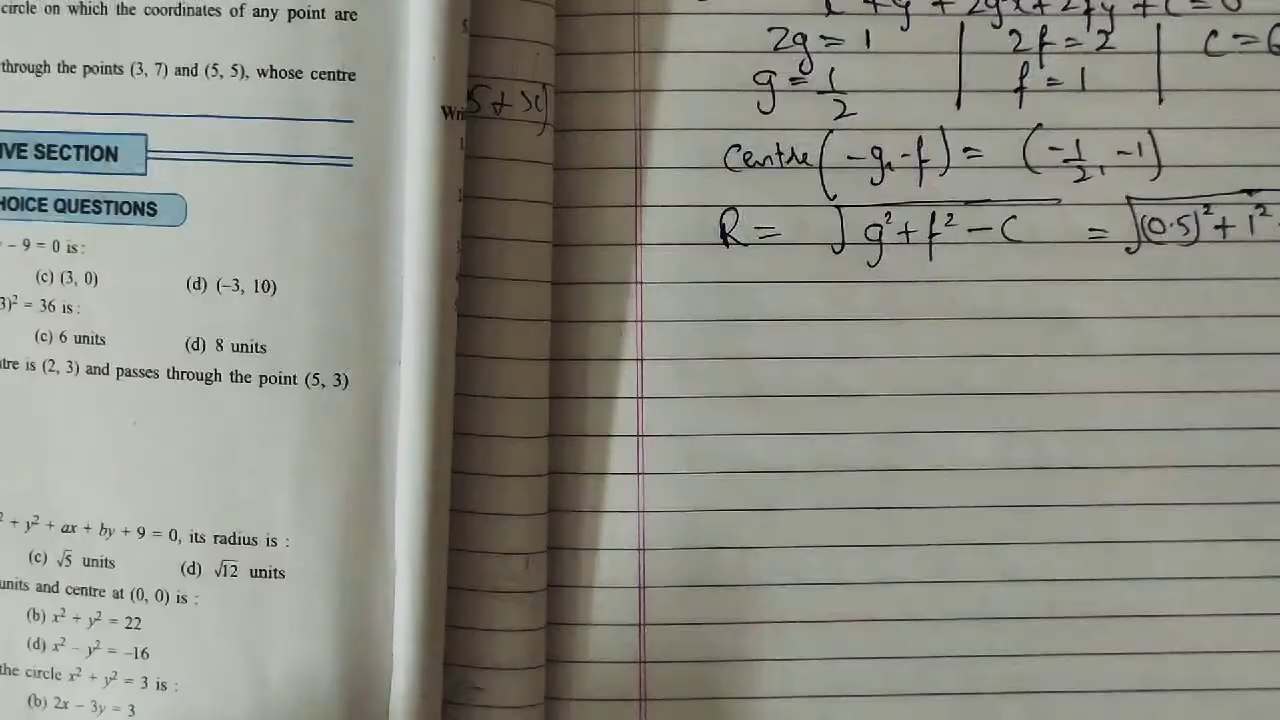 circle on which the coordinates of any point are
through the points (3, 7) and (5, 5), whose centre
IVE SECTION
HOICE QUESTIONS
– 9 = 0 is :
(c) (3, 0) (d) (–3, 10)
3)² = 36 is :
(c) 6 units (d) 8 units
tre is (2, 3) and passes through the point (5, 3)
² + y² + ax + by + 9 = 0, its radius is :
(c) √5 units (d) √12 units
units and centre at (0, 0) is :
(b) x² + y² = 22
(d) x² – y² = –16
the circle x² + y² = 3 is :
(b) 2x – 3y = 3
Wri
2g = 1 | 2f = 2 | C =
g = 1/2 | f = 1
Centre (-g, -f) = (-1/2, -1)
R = √(g² + f² - C) = √((0.5)² + 1²